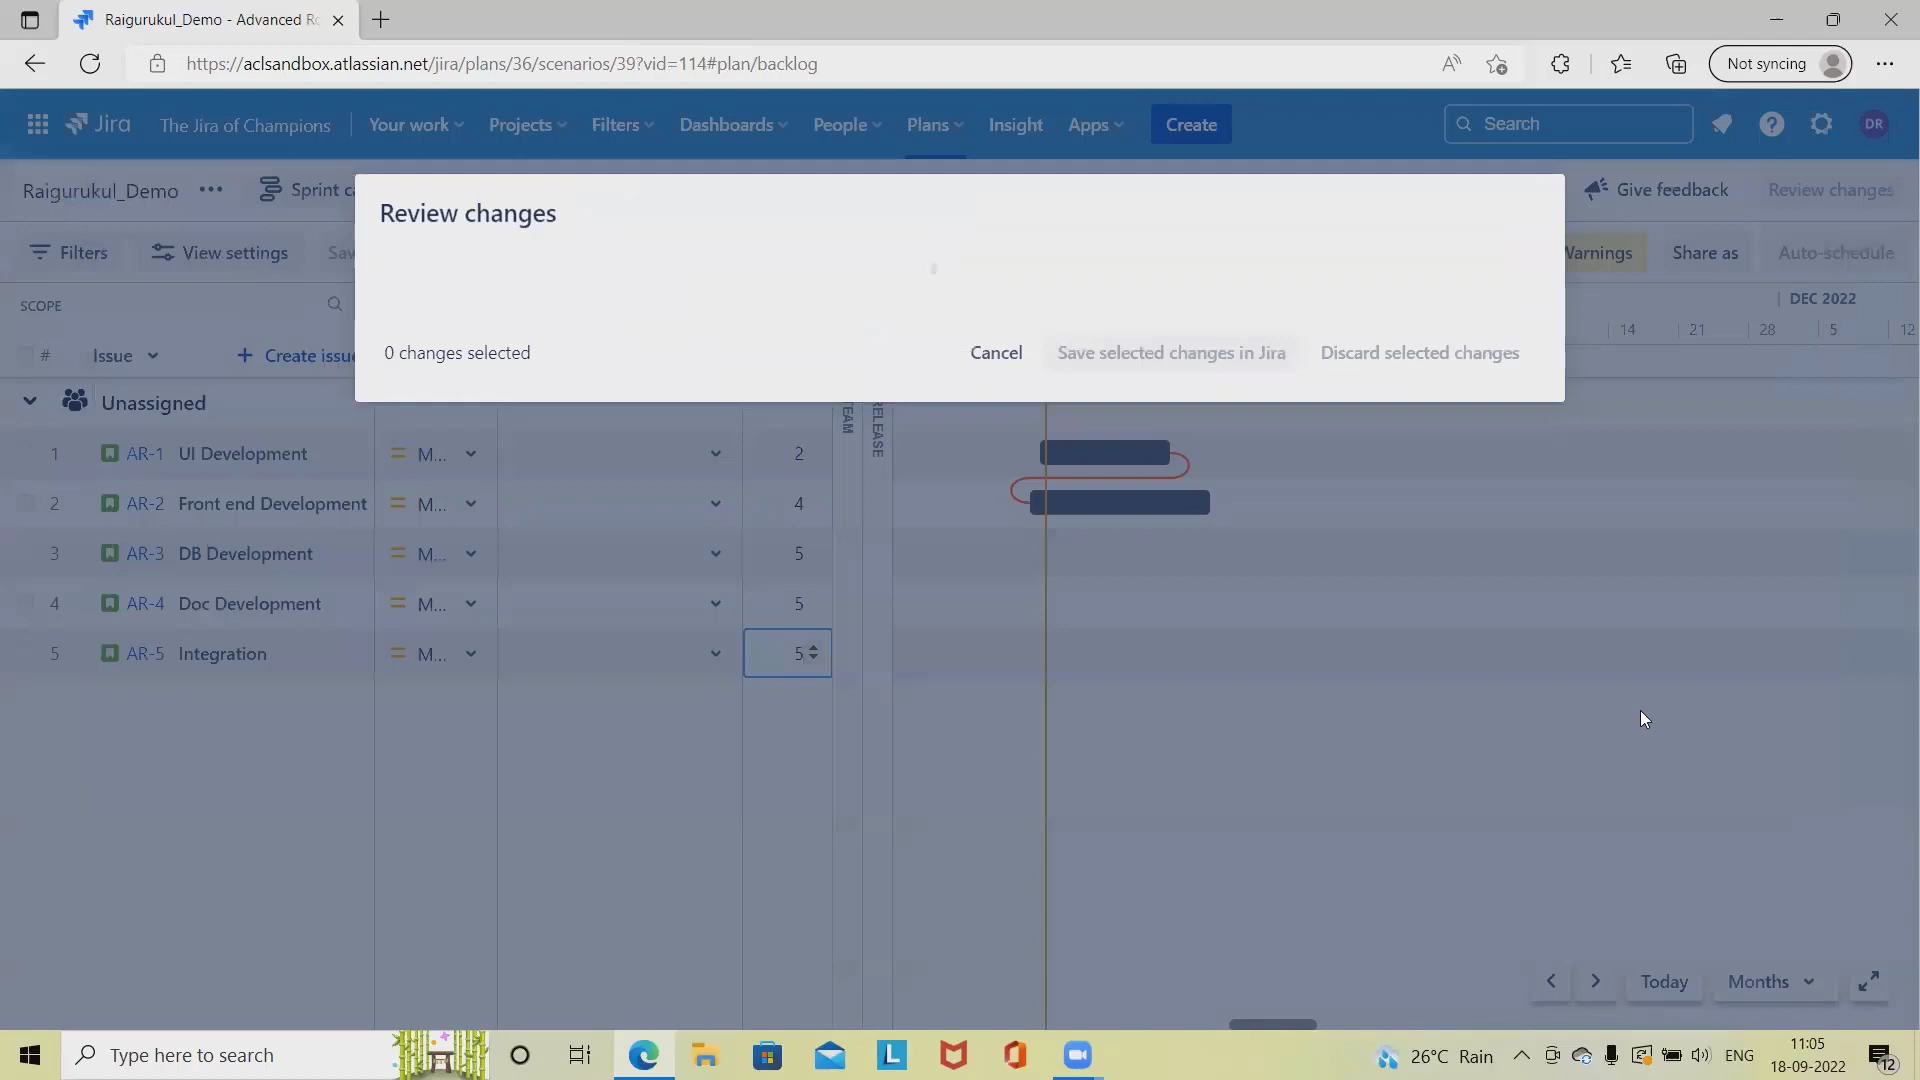 Raigurukul_Demo - Advanced Ro
https://aclsandbox.atlassian.net/jira/plans/36/scenarios/39?vid=114#plan/backlog
Not syncing
Jira
The Jira of Champions
Your work
Projects
Filters
Dashboards
People
Plans
Insight
Apps
Create
Search
DR
Raigurukul_Demo
Sprint ca
Give feedback
Review changes
Review changes
Filters
View settings
Sav
Warnings
Share as
Auto-schedule
0 changes selected
Cancel
Save selected changes in Jira
Discard selected changes
SCOPE
DEC 2022
14
21
28
5
12
#
Issue
Create issue
Unassigned
TEAM
RELEASE
1 AR-1 UI Development M... 2
2 AR-2 Front end Development M... 4
3 AR-3 DB Development M... 5
4 AR-4 Doc Development M... 5
5 AR-5 Integration M... 5
Today
Months
Type here to search
26°C Rain
ENG
11:05
18-09-2022
12